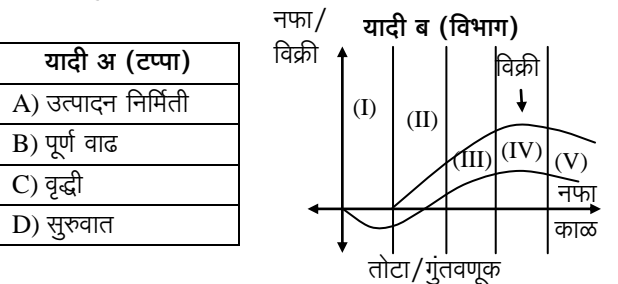 यादी अ (टप्पा)
A) उत्पादन निर्मिती
B) पूर्ण वाढ
C) वृद्धी
D) सुरुवात
नफा/
विक्री
यादी ब (विभाग)
विक्री
(I)
(II)
(III)
(IV)
(V)
नफा
काळ
तोटा/गुंतवणूक